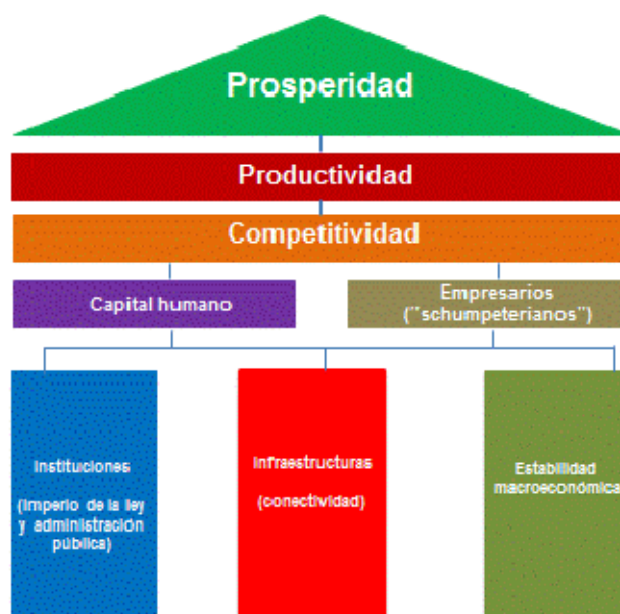 Prosperidad
Productividad
Competitividad
Capital humano
Empresarios
(""schumpeterianos")
Instituciones
(imperio de la ley
y administración
pública)
Infraestructuras
(conectividad)
Estabilidad
macroeconómica